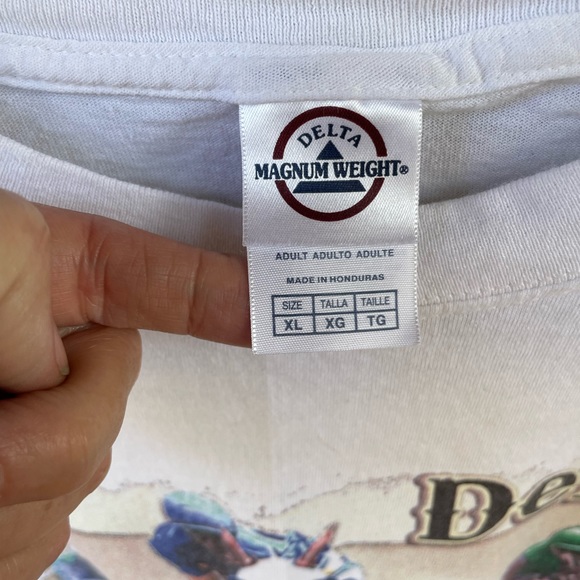 DELTA
MAGNUM WEIGHT®
ADULT ADULTO ADULTE
MADE IN HONDURAS
SIZE TALLA TAILLE
XL XG TG